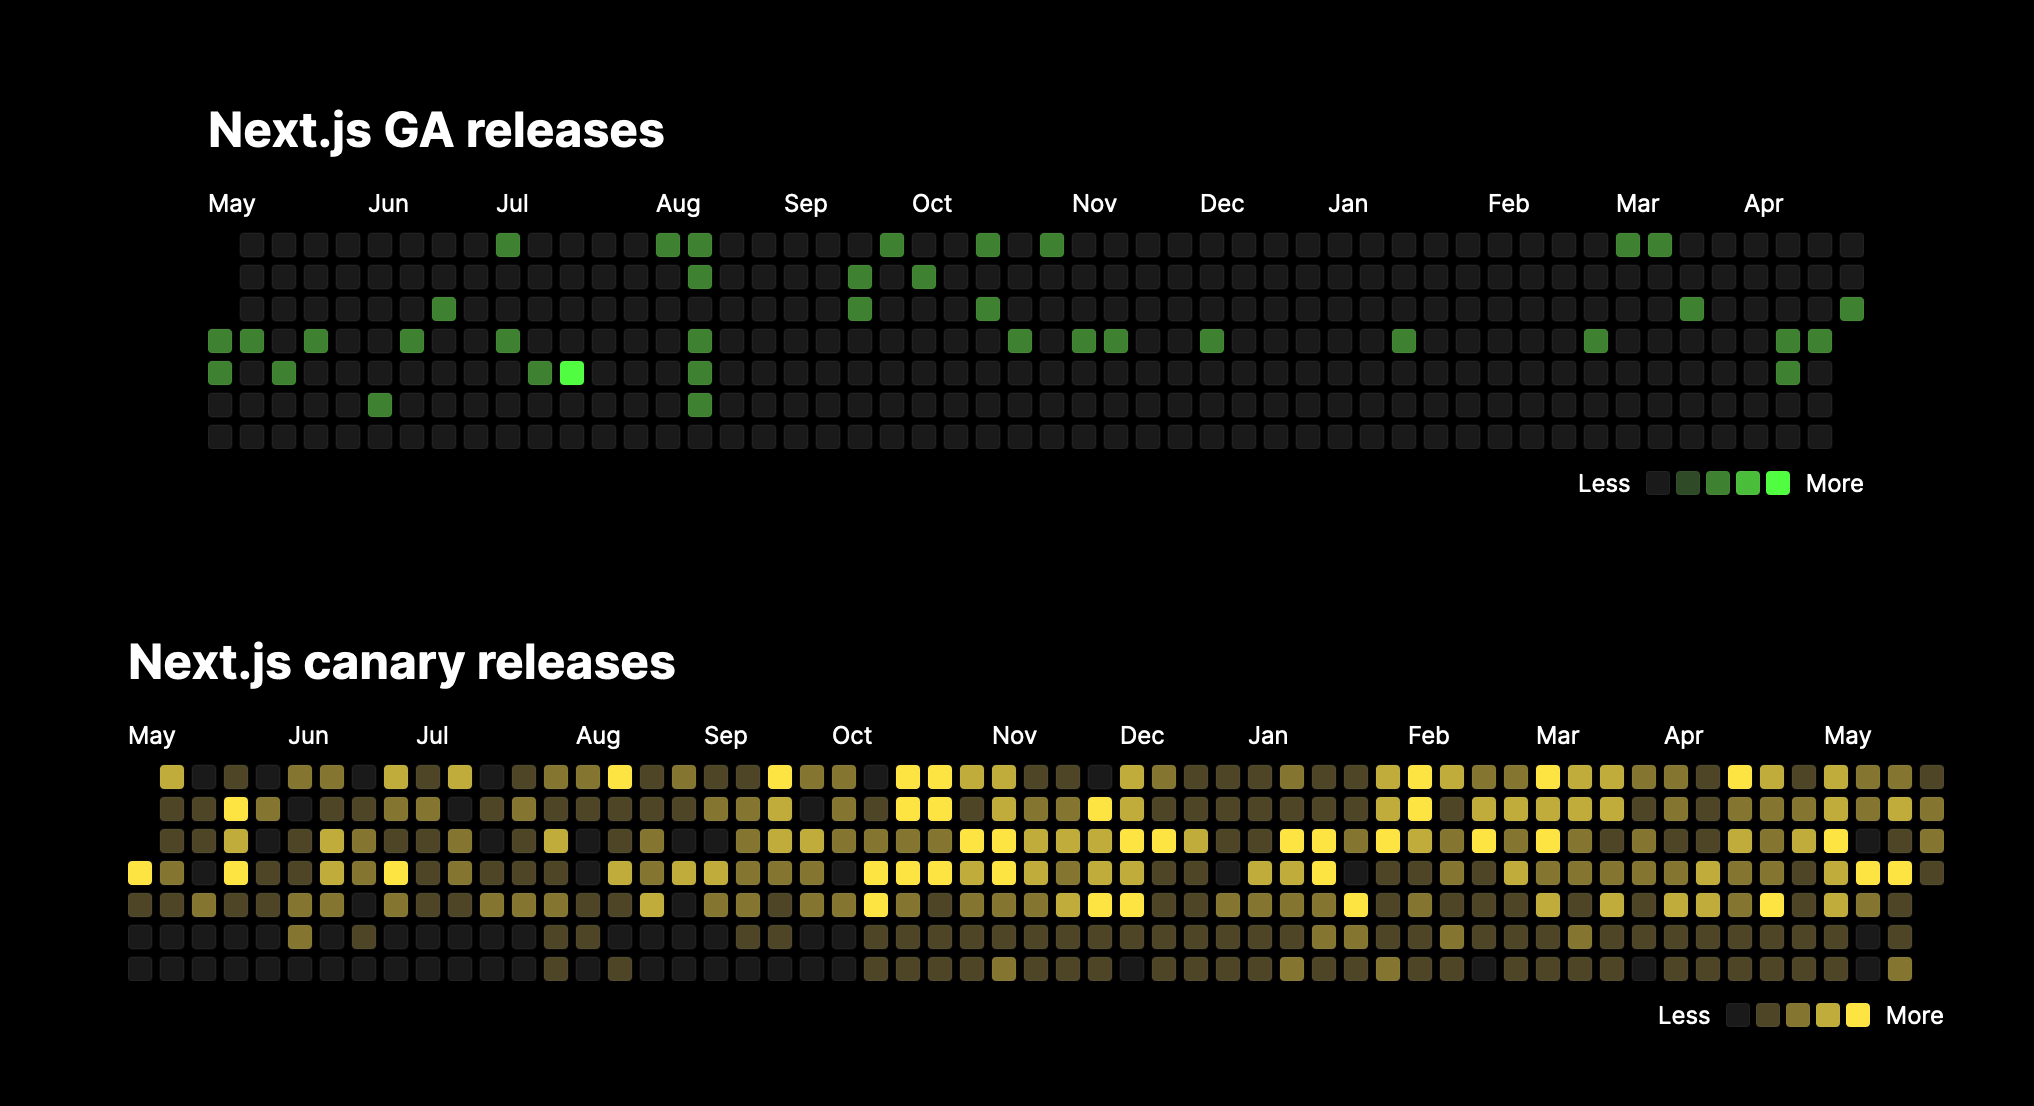 Next.js GA releases
May Jun Jul Aug Sep Oct Nov Dec Jan Feb Mar Apr
Less More
Next.js canary releases
May Jun Jul Aug Sep Oct Nov Dec Jan Feb Mar Apr May
Less More